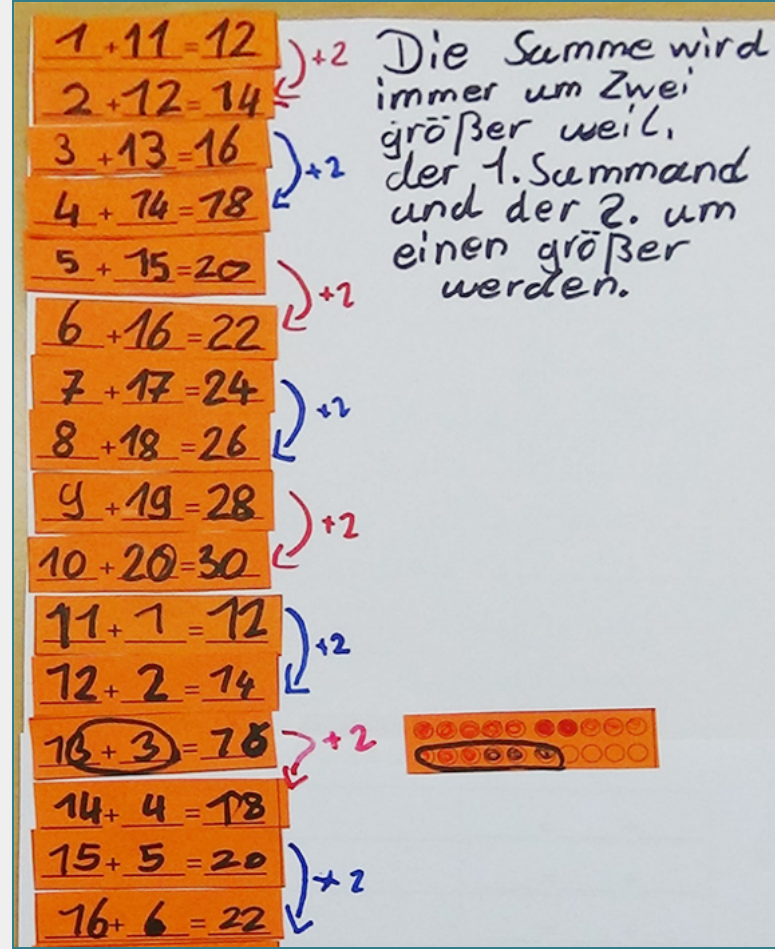 1 + 11 = 12
+2
2 + 12 = 14
3 + 13 = 16
+2
4 + 14 = 18
5 + 15 = 20
+2
6 + 16 = 22
7 + 17 = 24
+2
8 + 18 = 26
9 + 19 = 28
+2
10 + 20 = 30
11 + 1 = 12
+2
12 + 2 = 14
13 + 3 = 16
+2
14 + 4 = 18
15 + 5 = 20
+2
16 + 6 = 22
Die Summe wird
immer um Zwei
größer weil,
der 1. Summand
und der 2. um
einen größer
werden.